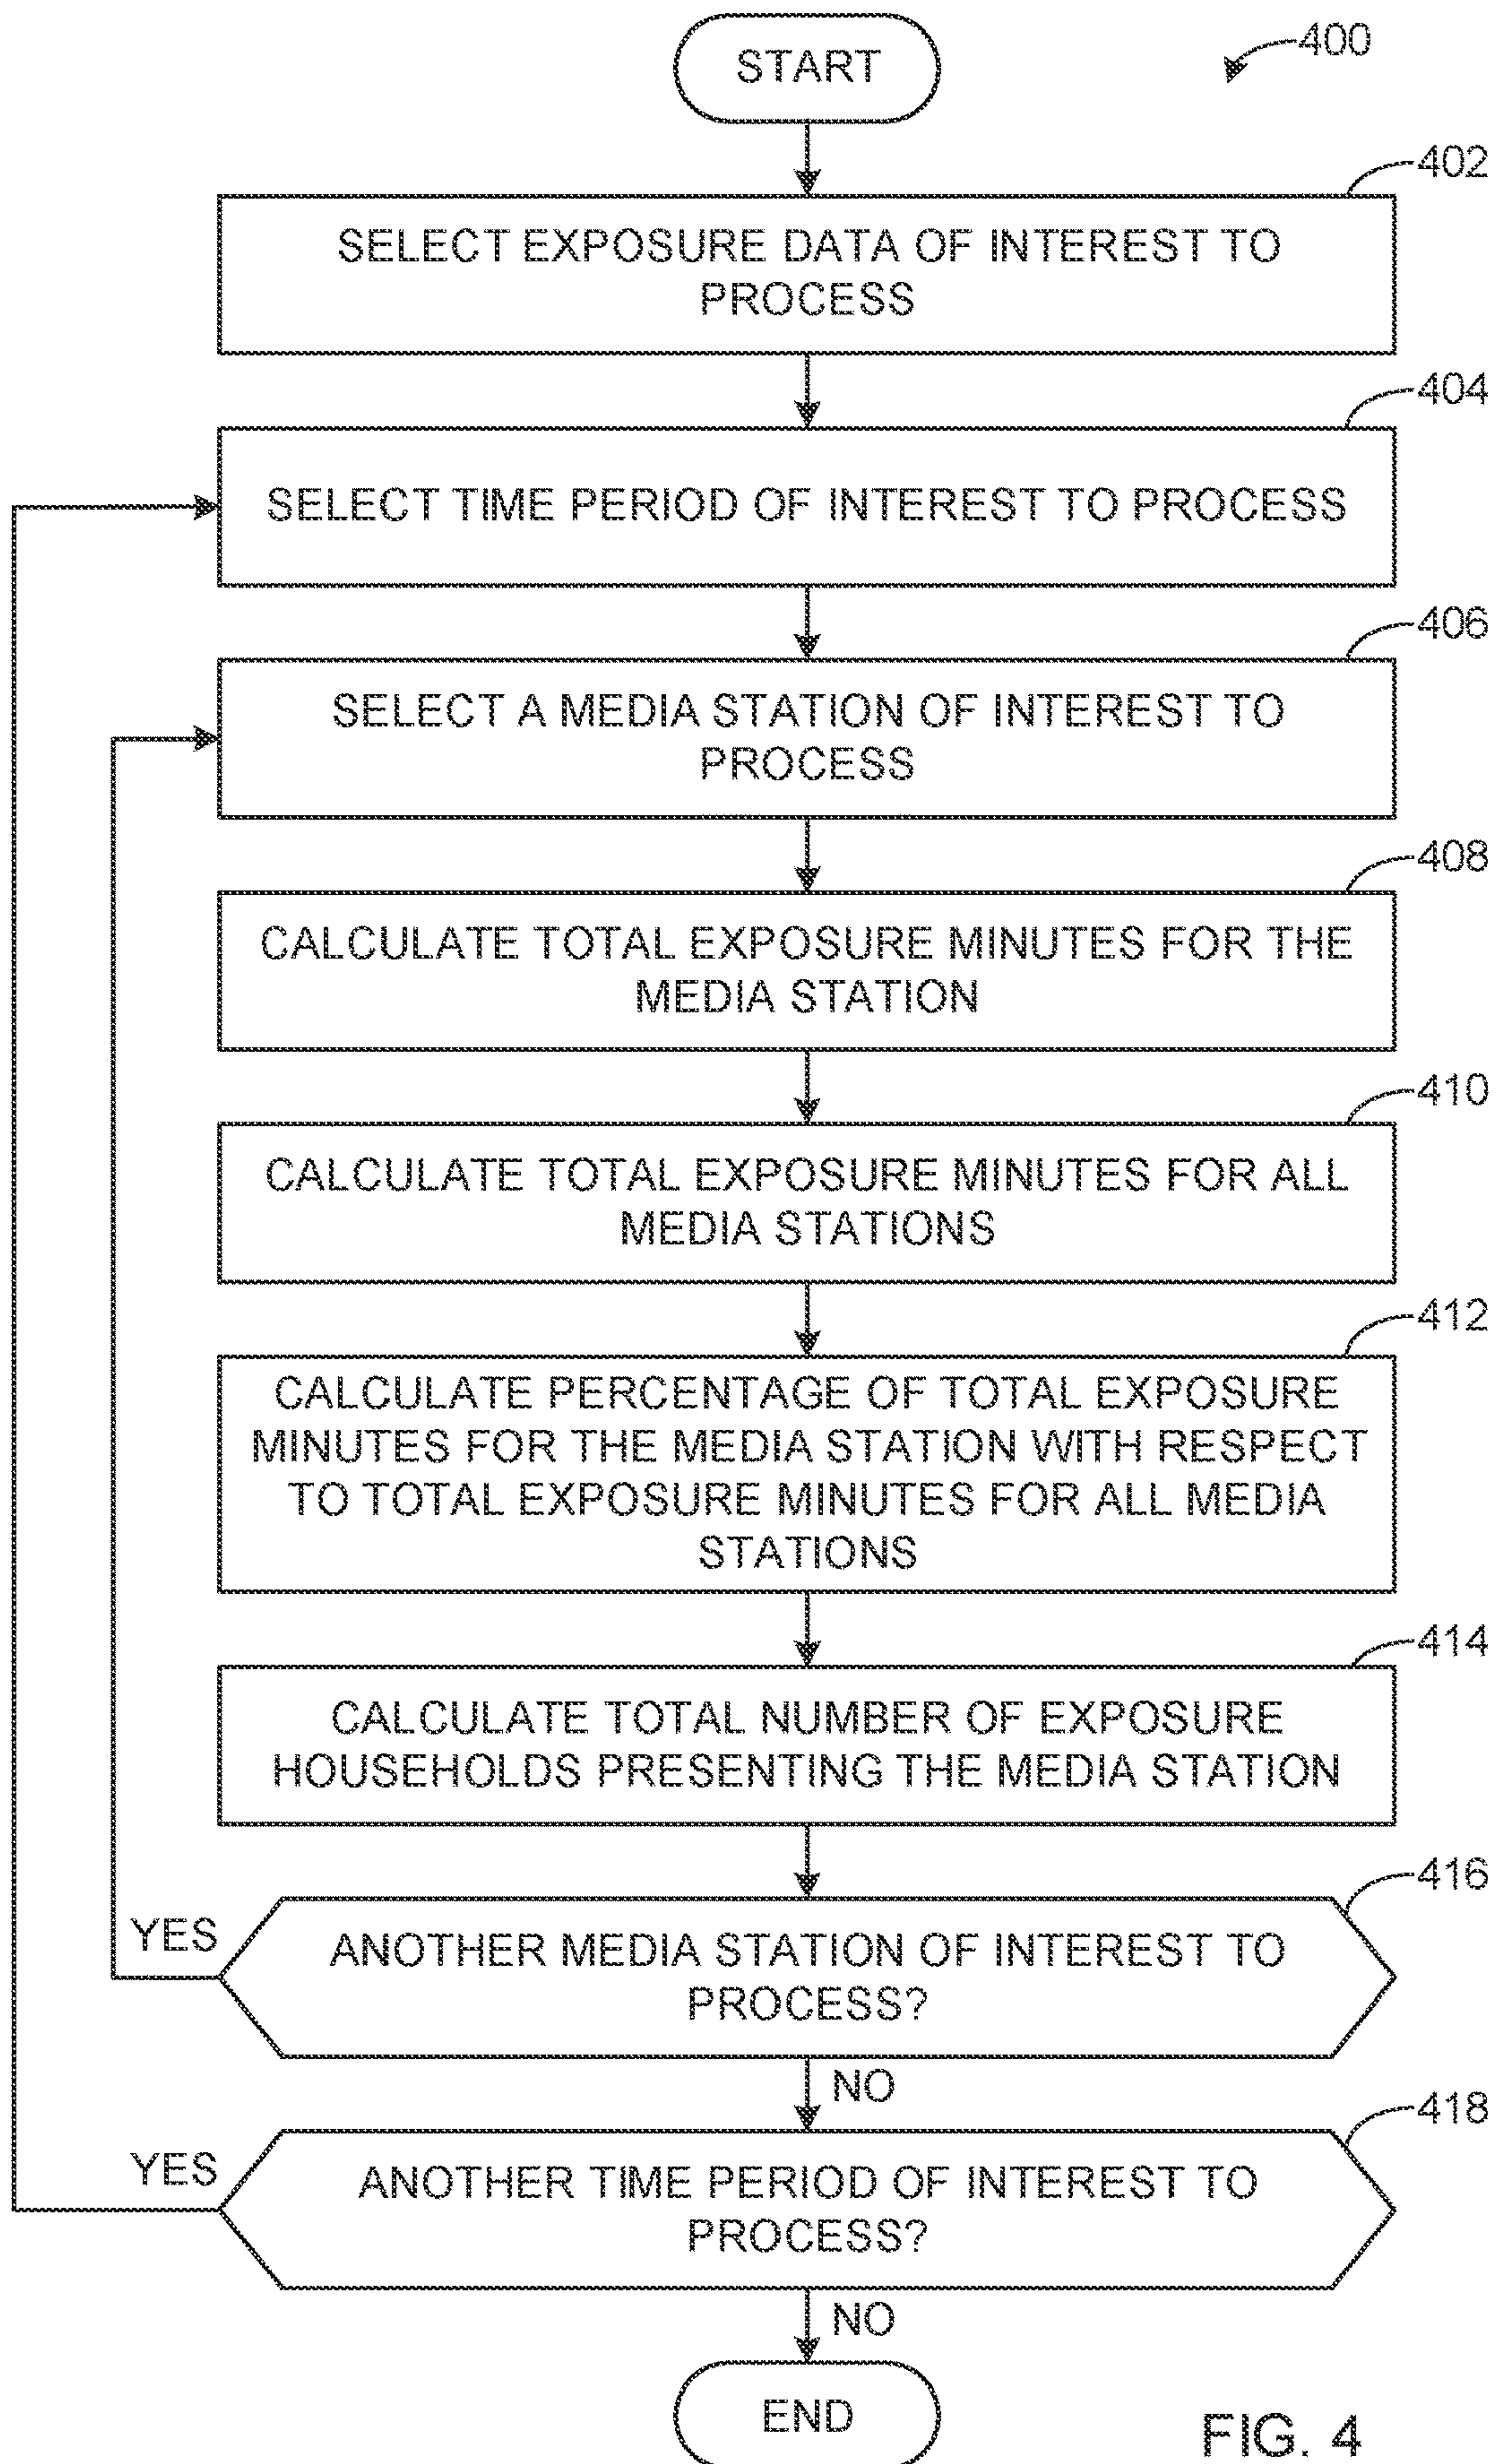 START
400
402
SELECT EXPOSURE DATA OF INTEREST TO
PROCESS
404
SELECT TIME PERIOD OF INTEREST TO PROCESS
406
SELECT A MEDIA STATION OF INTEREST TO
PROCESS
408
CALCULATE TOTAL EXPOSURE MINUTES FOR THE
MEDIA STATION
410
CALCULATE TOTAL EXPOSURE MINUTES FOR ALL
MEDIA STATIONS
412
CALCULATE PERCENTAGE OF TOTAL EXPOSURE
MINUTES FOR THE MEDIA STATION WITH RESPECT
TO TOTAL EXPOSURE MINUTES FOR ALL MEDIA
STATIONS
414
CALCULATE TOTAL NUMBER OF EXPOSURE
HOUSEHOLDS PRESENTING THE MEDIA STATION
416
YES
ANOTHER MEDIA STATION OF INTEREST TO
PROCESS?
NO
418
YES
ANOTHER TIME PERIOD OF INTEREST TO
PROCESS?
NO
END
FIG. 4